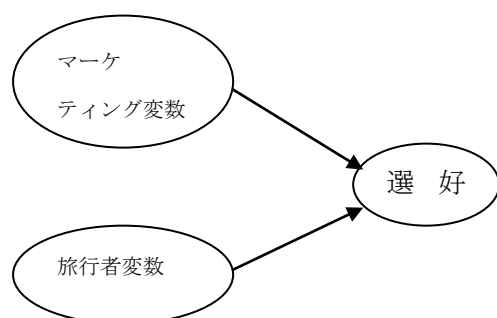 マーケ
ティング変数
選 好
旅行者変数